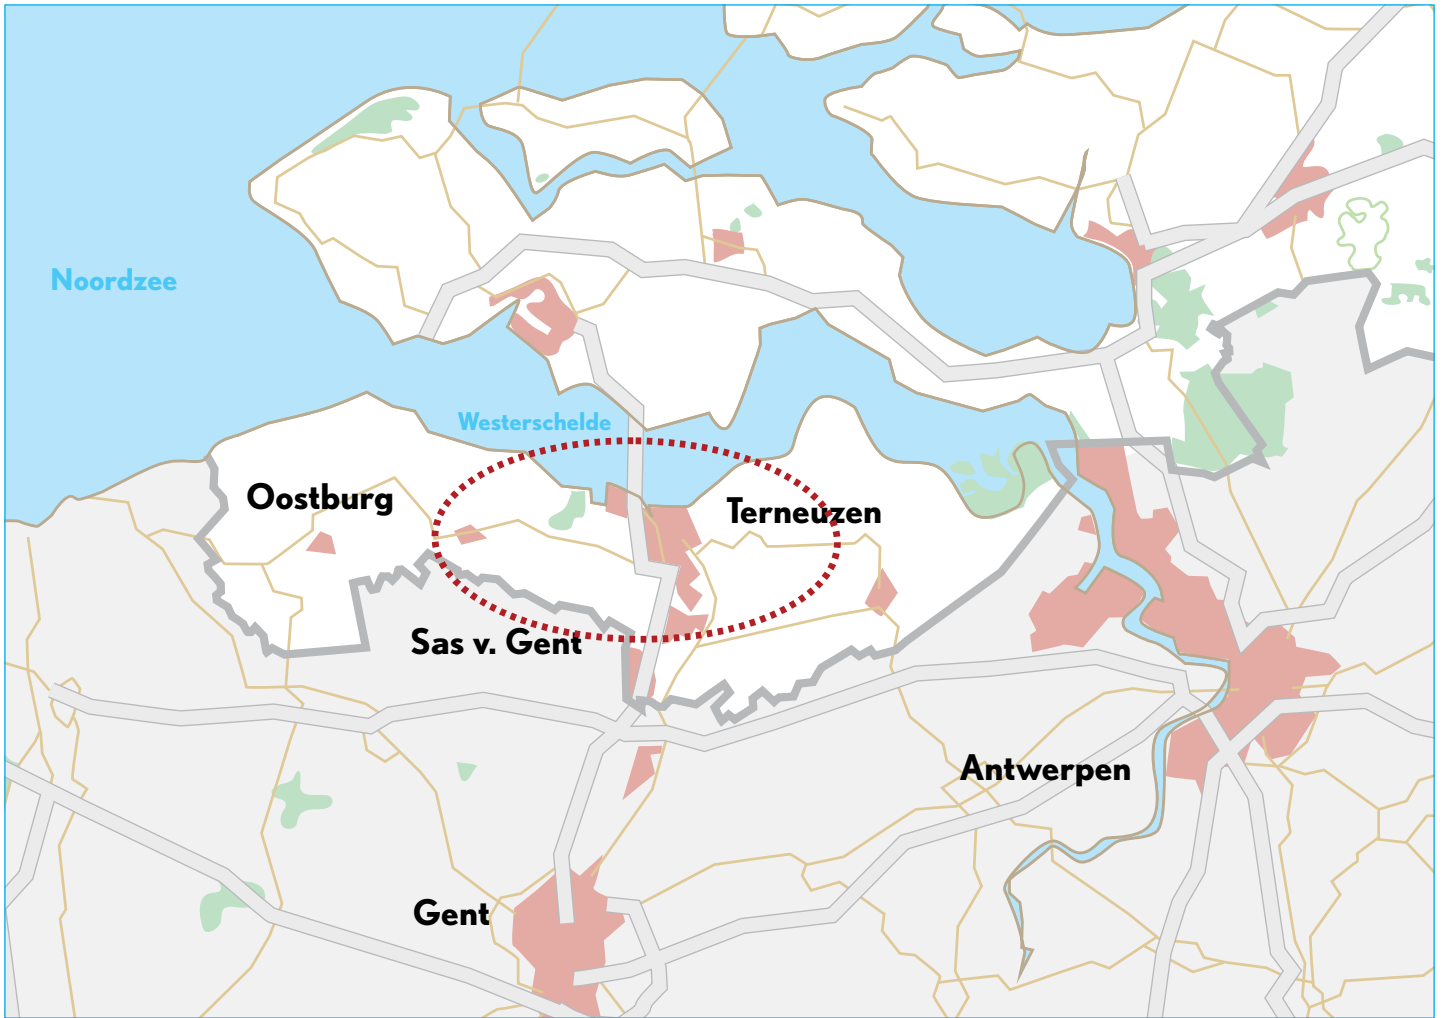 Noordzee
Westerschelde
Oostburg
Terneuzen
Sas v. Gent
Antwerpen
Gent